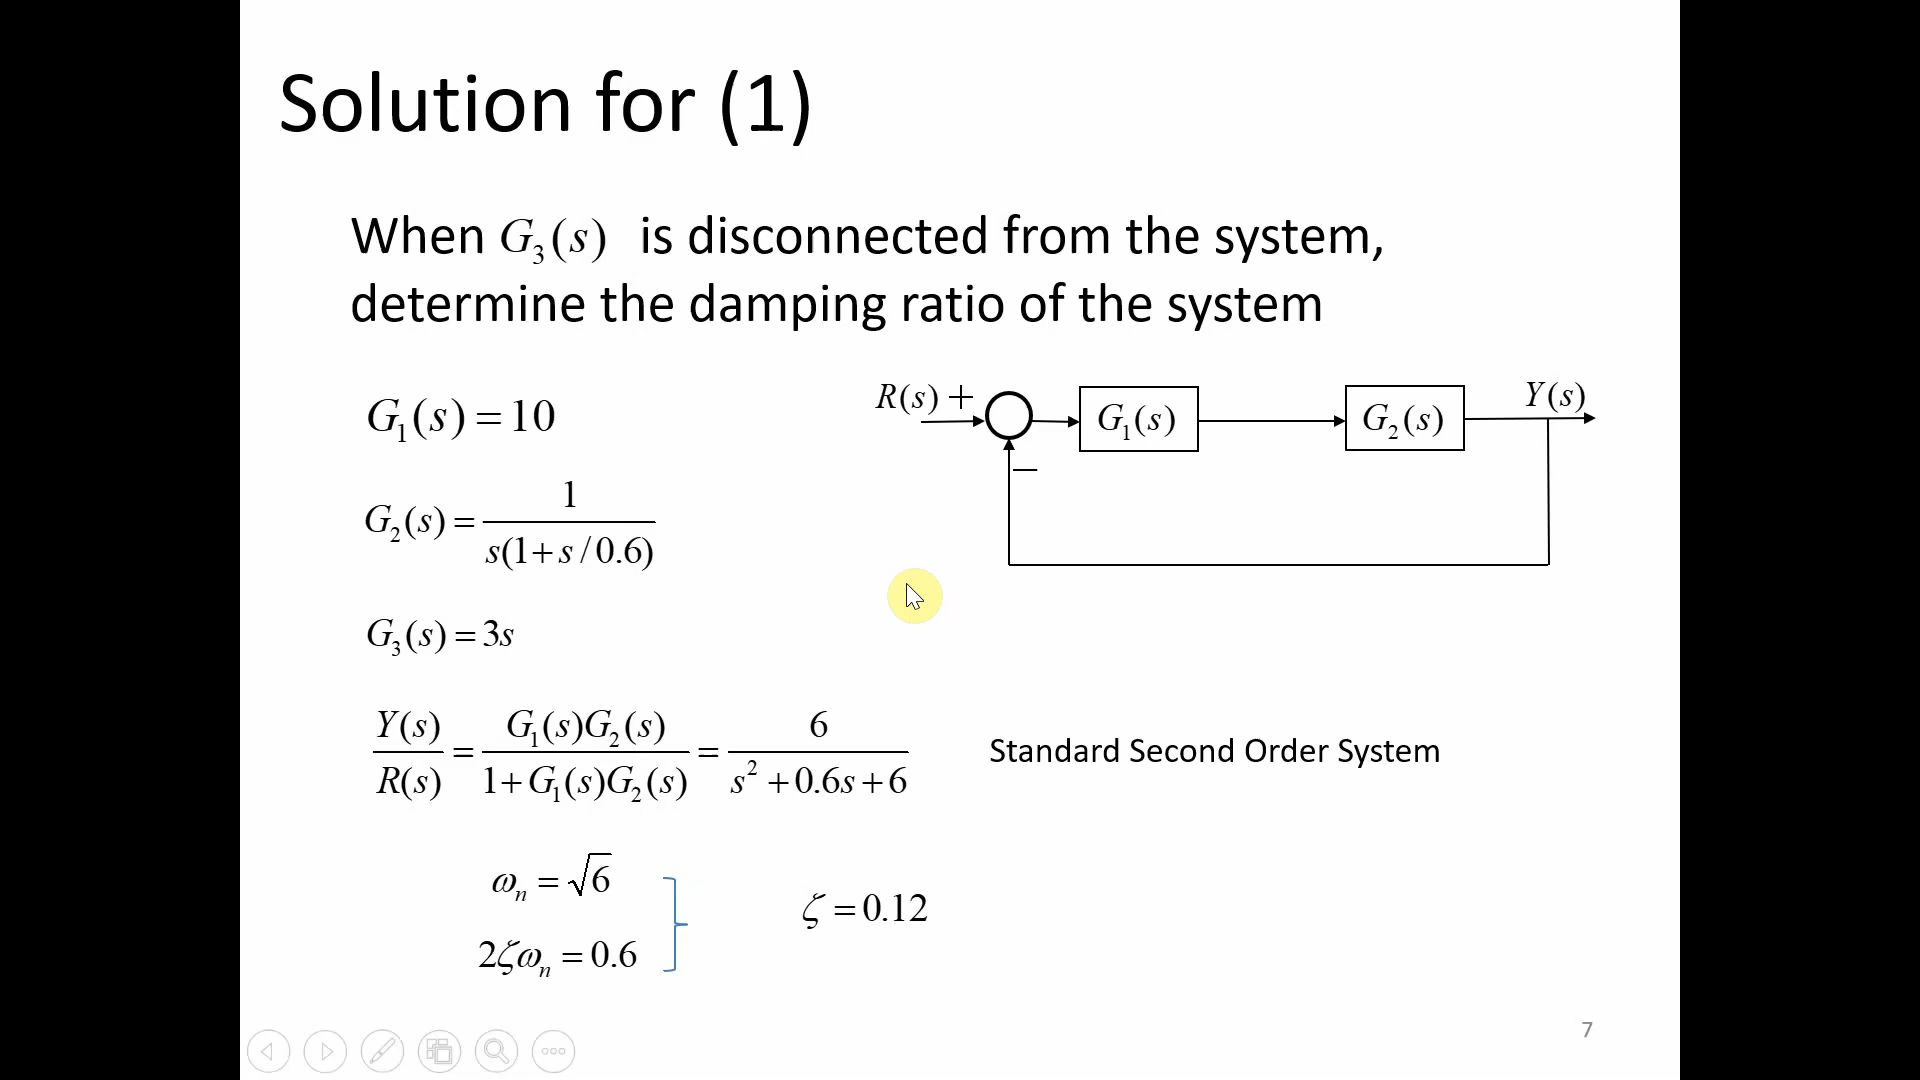 Solution for (1)
When G₃(s) is disconnected from the system,
determine the damping ratio of the system
G₁(s) = 10
R(s) +
G₁(s)
G₂(s)
Y(s)
−
G₂(s) = 1 / s(1+s/0.6)
G₃(s) = 3s
Y(s)/R(s) = G₁(s)G₂(s) / 1+G₁(s)G₂(s) = 6 / s²+0.6s+6
Standard Second Order System
ωₙ = √6
2ζωₙ = 0.6
ζ = 0.12
7